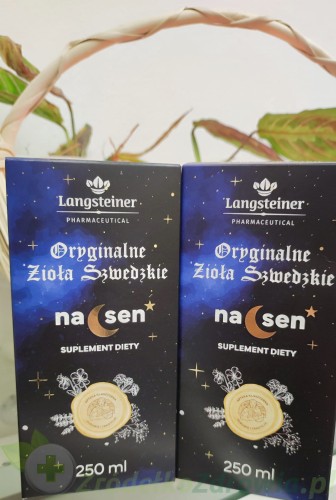 Langsteiner
PHARMACEUTICAL
Oryginalne
Zioła Szwedzkie
na sen
SUPLEMENT DIETY
250 ml
Langsteiner
PHARMACEUTICAL
Oryginalne
Zioła Szwedzkie
na sen
SUPLEMENT DIETY
250 ml